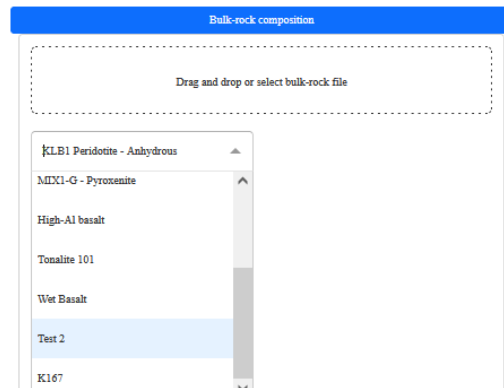 Bulk-rock composition
Drag and drop or select bulk-rock file
KLB1 Peridotite - Anhydrous
MIX1-G - Pyroxenite
High-Al basalt
Tonalite 101
Wet Basalt
Test 2
K167